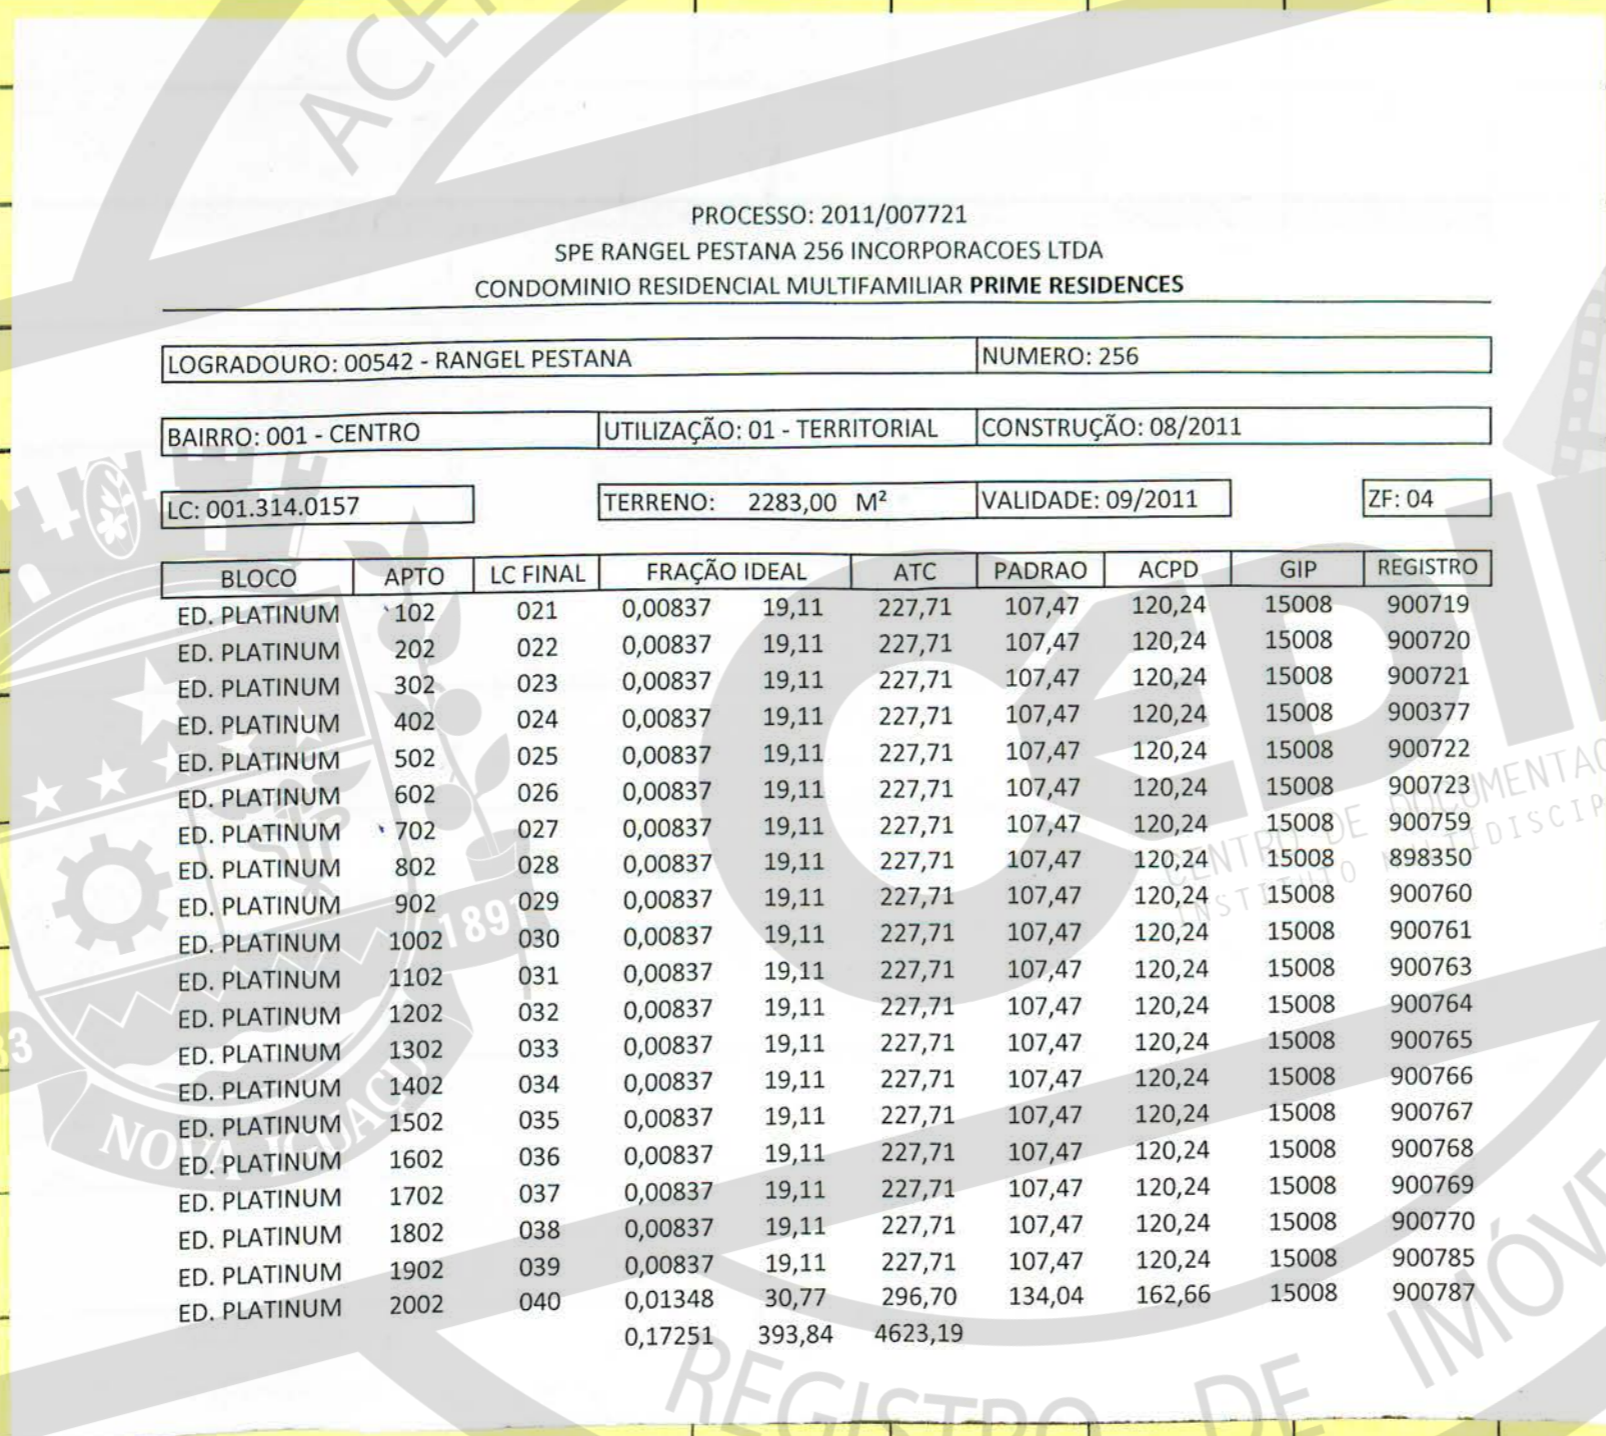 PROCESSO: 2011/007721
SPE RANGEL PESTANA 256 INCORPORACOES LTDA
CONDOMINIO RESIDENCIAL MULTIFAMILIAR PRIME RESIDENCES
LOGRADOURO: 00542 - RANGEL PESTANA NUMERO: 256
BAIRRO: 001 - CENTRO UTILIZAÇÃO: 01 - TERRITORIAL CONSTRUÇÃO: 08/2011
LC: 001.314.0157 TERRENO: 2283,00 M² VALIDADE: 09/2011 ZF: 04
BLOCO APTO LC FINAL FRAÇÃO IDEAL ATC PADRAO ACPD GIP REGISTRO
ED. PLATINUM 102 021 0,00837 19,11 227,71 107,47 120,24 15008 900719
ED. PLATINUM 202 022 0,00837 19,11 227,71 107,47 120,24 15008 900720
ED. PLATINUM 302 023 0,00837 19,11 227,71 107,47 120,24 15008 900721
ED. PLATINUM 402 024 0,00837 19,11 227,71 107,47 120,24 15008 900377
ED. PLATINUM 502 025 0,00837 19,11 227,71 107,47 120,24 15008 900722
ED. PLATINUM 602 026 0,00837 19,11 227,71 107,47 120,24 15008 900723
ED. PLATINUM 702 027 0,00837 19,11 227,71 107,47 120,24 15008 900759
ED. PLATINUM 802 028 0,00837 19,11 227,71 107,47 120,24 15008 898350
ED. PLATINUM 902 029 0,00837 19,11 227,71 107,47 120,24 15008 900760
ED. PLATINUM 1002 030 0,00837 19,11 227,71 107,47 120,24 15008 900761
ED. PLATINUM 1102 031 0,00837 19,11 227,71 107,47 120,24 15008 900763
ED. PLATINUM 1202 032 0,00837 19,11 227,71 107,47 120,24 15008 900764
ED. PLATINUM 1302 033 0,00837 19,11 227,71 107,47 120,24 15008 900765
ED. PLATINUM 1402 034 0,00837 19,11 227,71 107,47 120,24 15008 900766
ED. PLATINUM 1502 035 0,00837 19,11 227,71 107,47 120,24 15008 900767
ED. PLATINUM 1602 036 0,00837 19,11 227,71 107,47 120,24 15008 900768
ED. PLATINUM 1702 037 0,00837 19,11 227,71 107,47 120,24 15008 900769
ED. PLATINUM 1802 038 0,00837 19,11 227,71 107,47 120,24 15008 900770
ED. PLATINUM 1902 039 0,00837 19,11 227,71 107,47 120,24 15008 900785
ED. PLATINUM 2002 040 0,01348 30,77 296,70 134,04 162,66 15008 900787
0,17251 393,84 4623,19
CENTRO DE
INSTITUTO
1891
NOVA IGUAÇU
REGISTRO DE